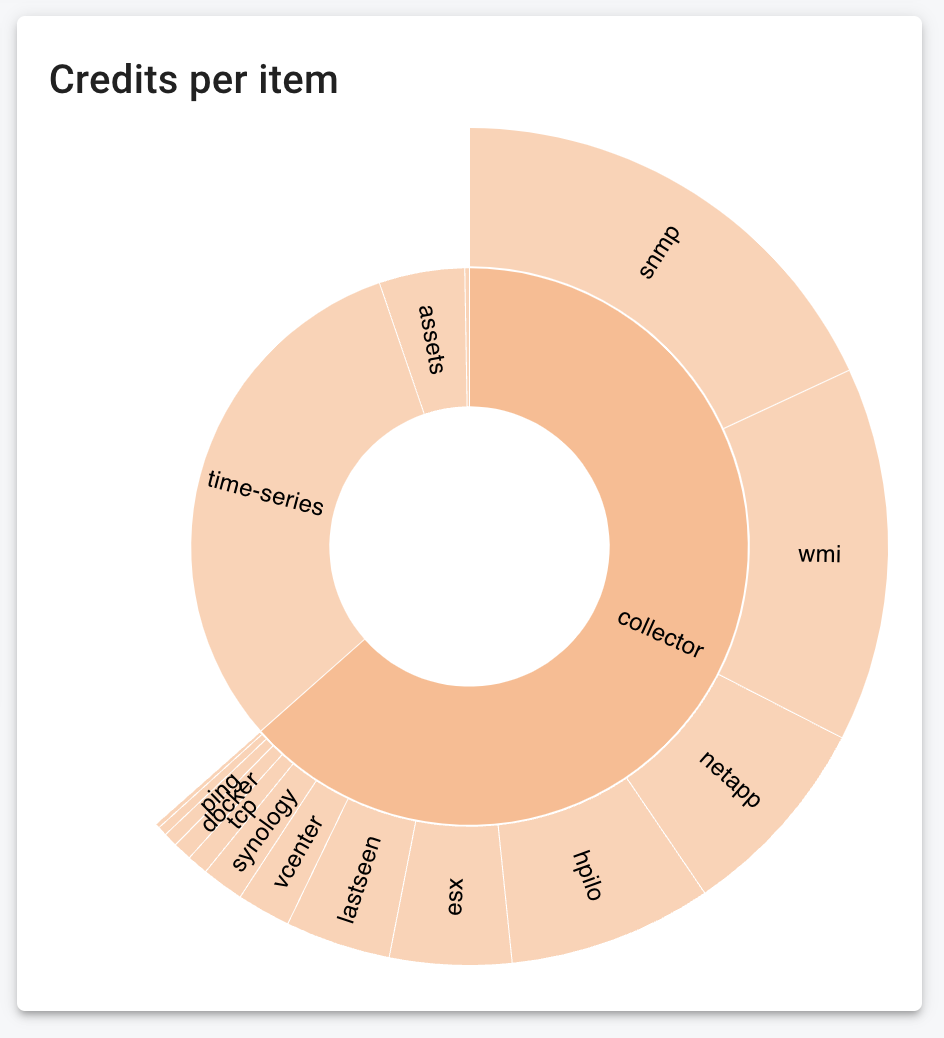 Credits per item
snmp
wmi
netapp
hpilo
esx
lastseen
vcenter
synology
tcp
docker
ping
collector
time-series
assets